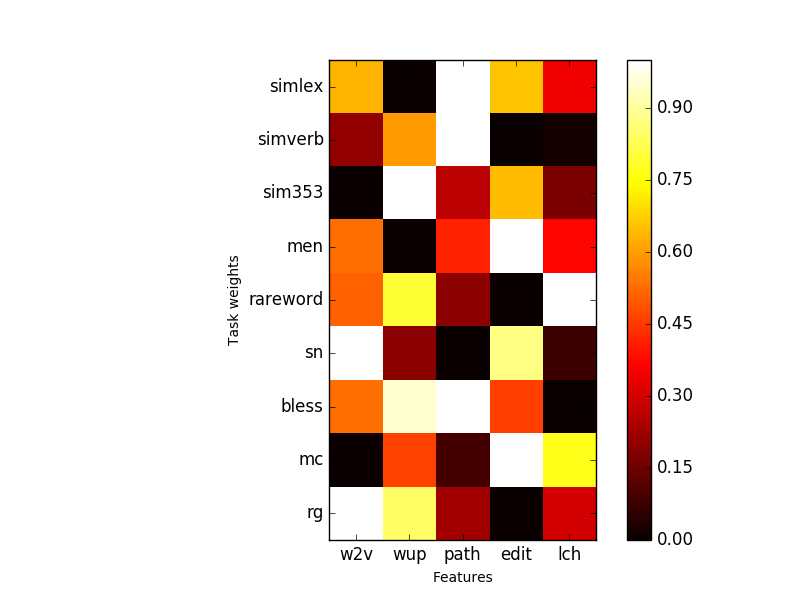 simlex
simverb
sim353
men
rareword
sn
bless
mc
rg
Task weights
w2v wup path edit lch
Features
0.90
0.75
0.60
0.45
0.30
0.15
0.00